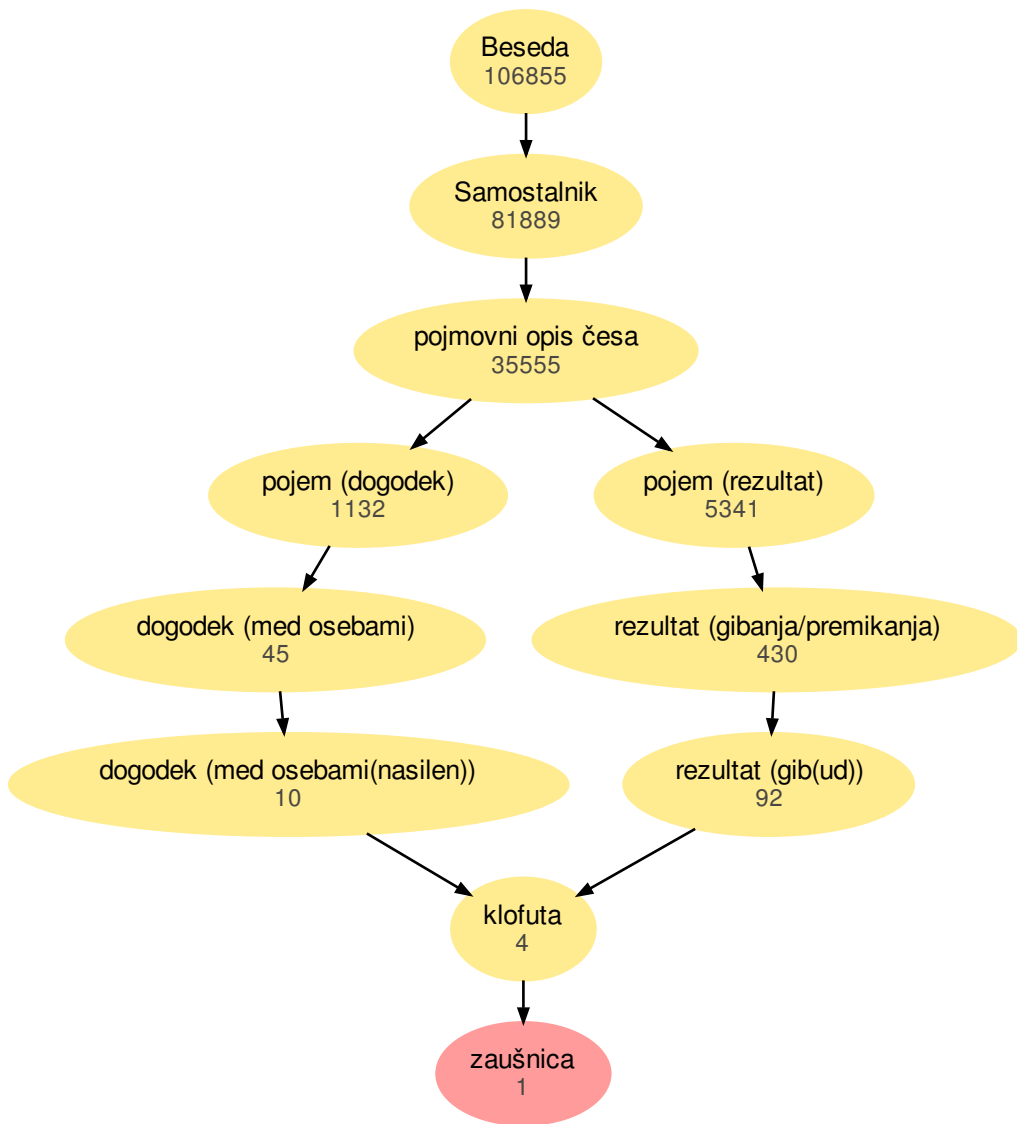 Beseda
106855
Samostalnik
81889
pojmovni opis česa
35555
pojem (dogodek)
1132
pojem (rezultat)
5341
dogodek (med osebami)
45
rezultat (gibanja/premikanja)
430
dogodek (med osebami(nasilen))
10
rezultat (gib(ud))
92
klofuta
4
zaušnica
1